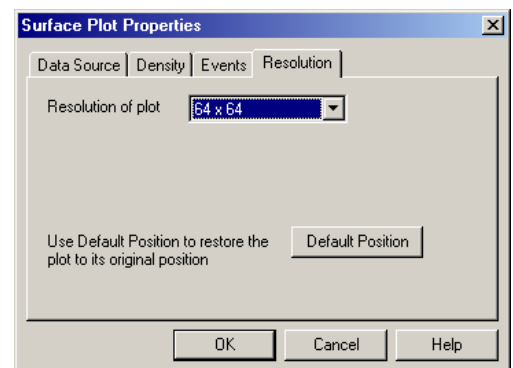 Surface Plot Properties
Data Source Density Events Resolution
Resolution of plot 64 x 64
Use Default Position to restore the Default Position
plot to its original position
OK Cancel Help